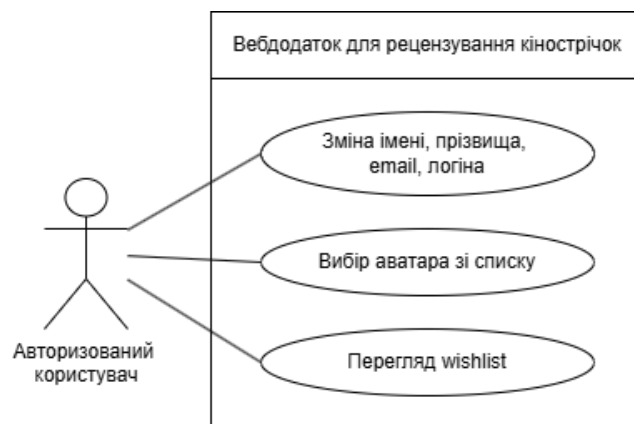 Вебдодаток для рецензування кінострічок
Зміна імені, прізвища,
email, логіна
Вибір аватара зі списку
Перегляд wishlist
Авторизований
користувач